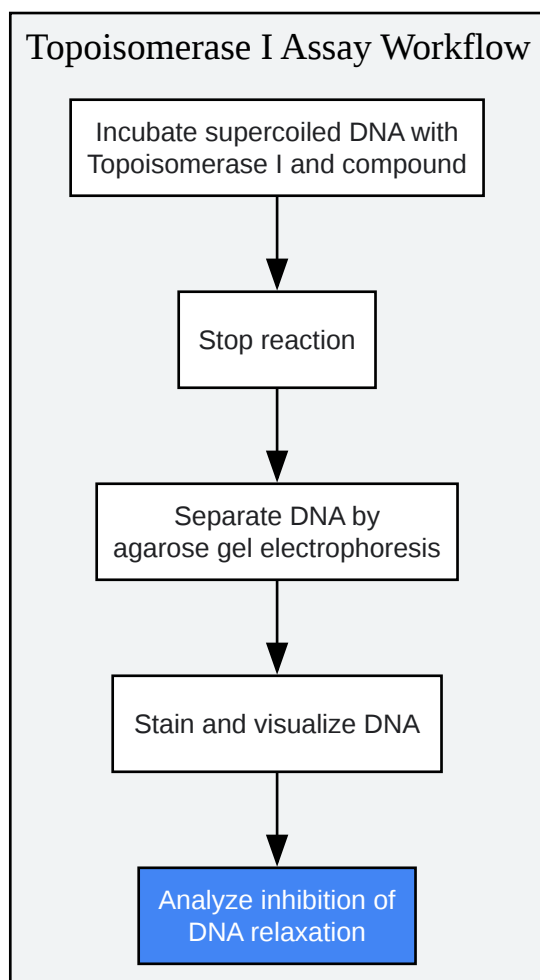 Topoisomerase I Assay Workflow
Incubate supercoiled DNA with
Topoisomerase I and compound
Stop reaction
Separate DNA by
agarose gel electrophoresis
Stain and visualize DNA
Analyze inhibition of
DNA relaxation